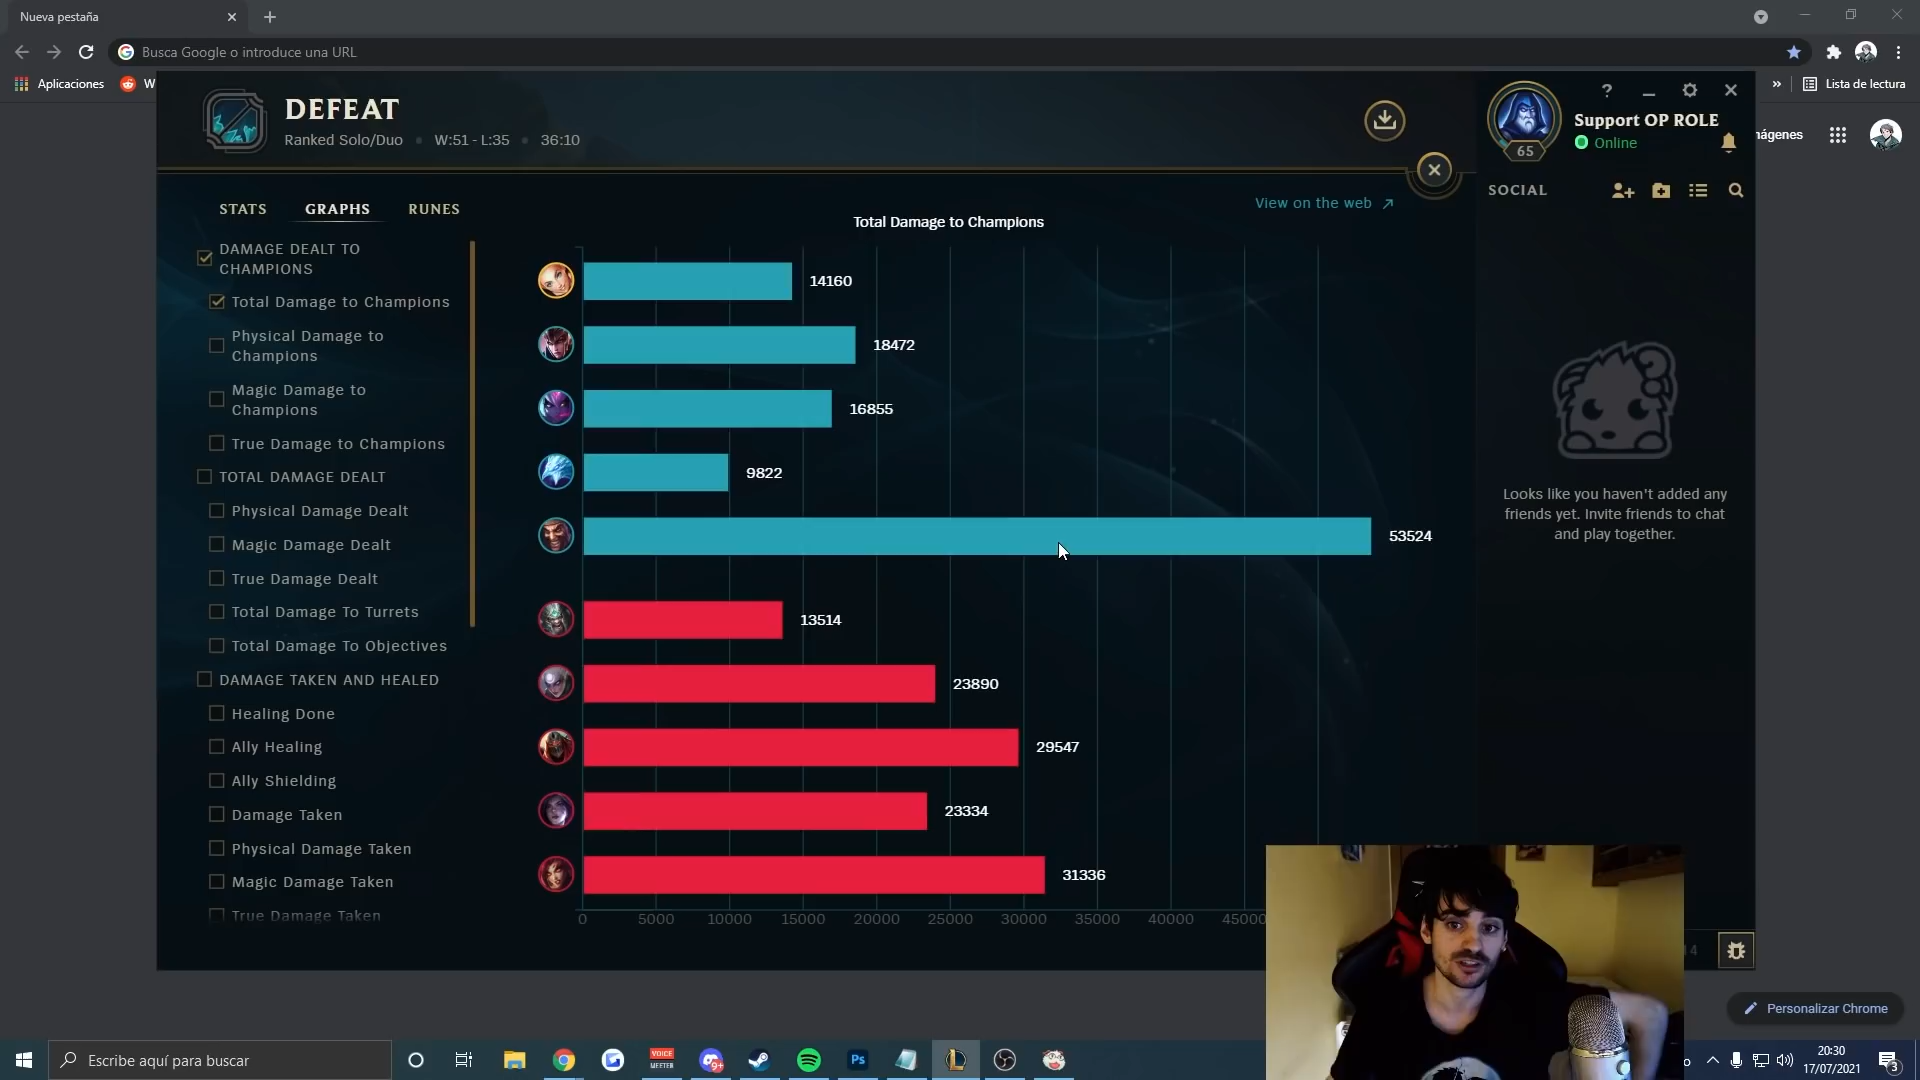 Nueva pestaña
Busca Google o introduce una URL
Aplicaciones
W
Lista de lectura
DEFEAT
Ranked Solo/Duo • W:51 - L:35 • 36:10
Support OP ROLE
Online
65
SOCIAL
STATS GRAPHS RUNES
View on the web
Total Damage to Champions
DAMAGE DEALT TO
CHAMPIONS
Total Damage to Champions
Physical Damage to
Champions
Magic Damage to
Champions
True Damage to Champions
TOTAL DAMAGE DEALT
Physical Damage Dealt
Magic Damage Dealt
True Damage Dealt
Total Damage To Turrets
Total Damage To Objectives
DAMAGE TAKEN AND HEALED
Healing Done
Ally Healing
Ally Shielding
Damage Taken
Physical Damage Taken
Magic Damage Taken
True Damage Taken
14160
18472
16855
9822
53524
13514
23890
29547
23334
31336
0 5000 10000 15000 20000 25000 30000 35000 40000 45000
Looks like you haven't added any
friends yet. Invite friends to chat
and play together.
Personalizar Chrome
Escribe aquí para buscar
VOICE
MEETER
9+
Ps
20:30
17/07/2021
3